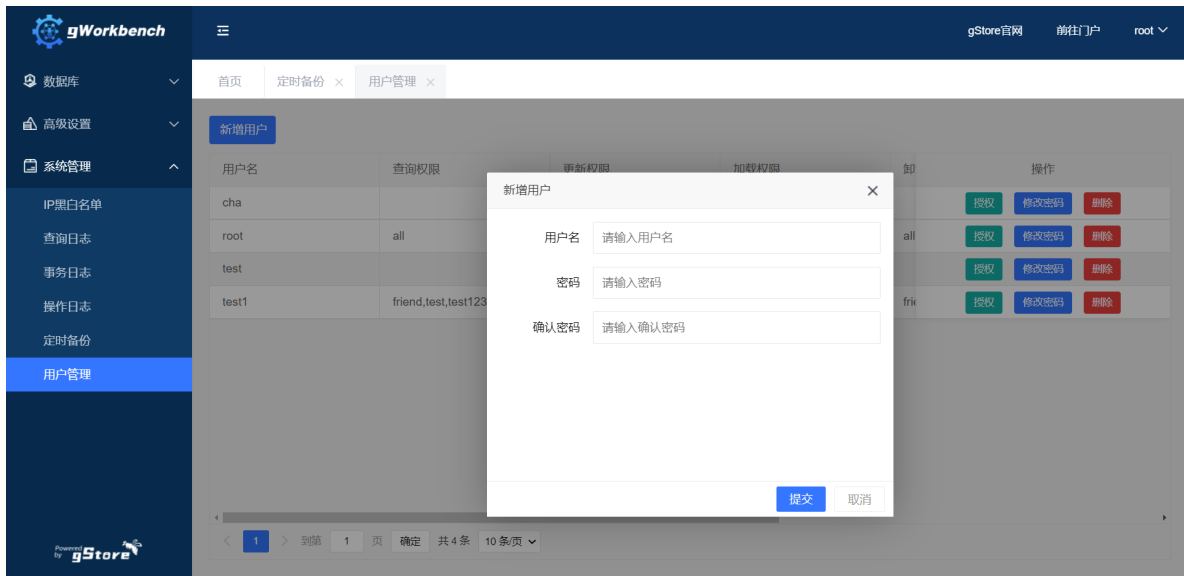 gWorkbench
gStore官网 前往门户 root
数据库
高级设置
系统管理
IP黑白名单
查询日志
事务日志
操作日志
定时备份
用户管理
Powered by gStore
首页 定时备份 用户管理
新增用户
用户名 查询权限 更新权限 加载权限 操作
cha 授权 修改密码 删除
root all all 授权 修改密码 删除
test 授权 修改密码 删除
test1 friend,test,test123 授权 修改密码 删除
新增用户
用户名 请输入用户名
密码 请输入密码
确认密码 请输入确认密码
提交 取消
1 到第 1 页 确定 共 4 条 10 条/页